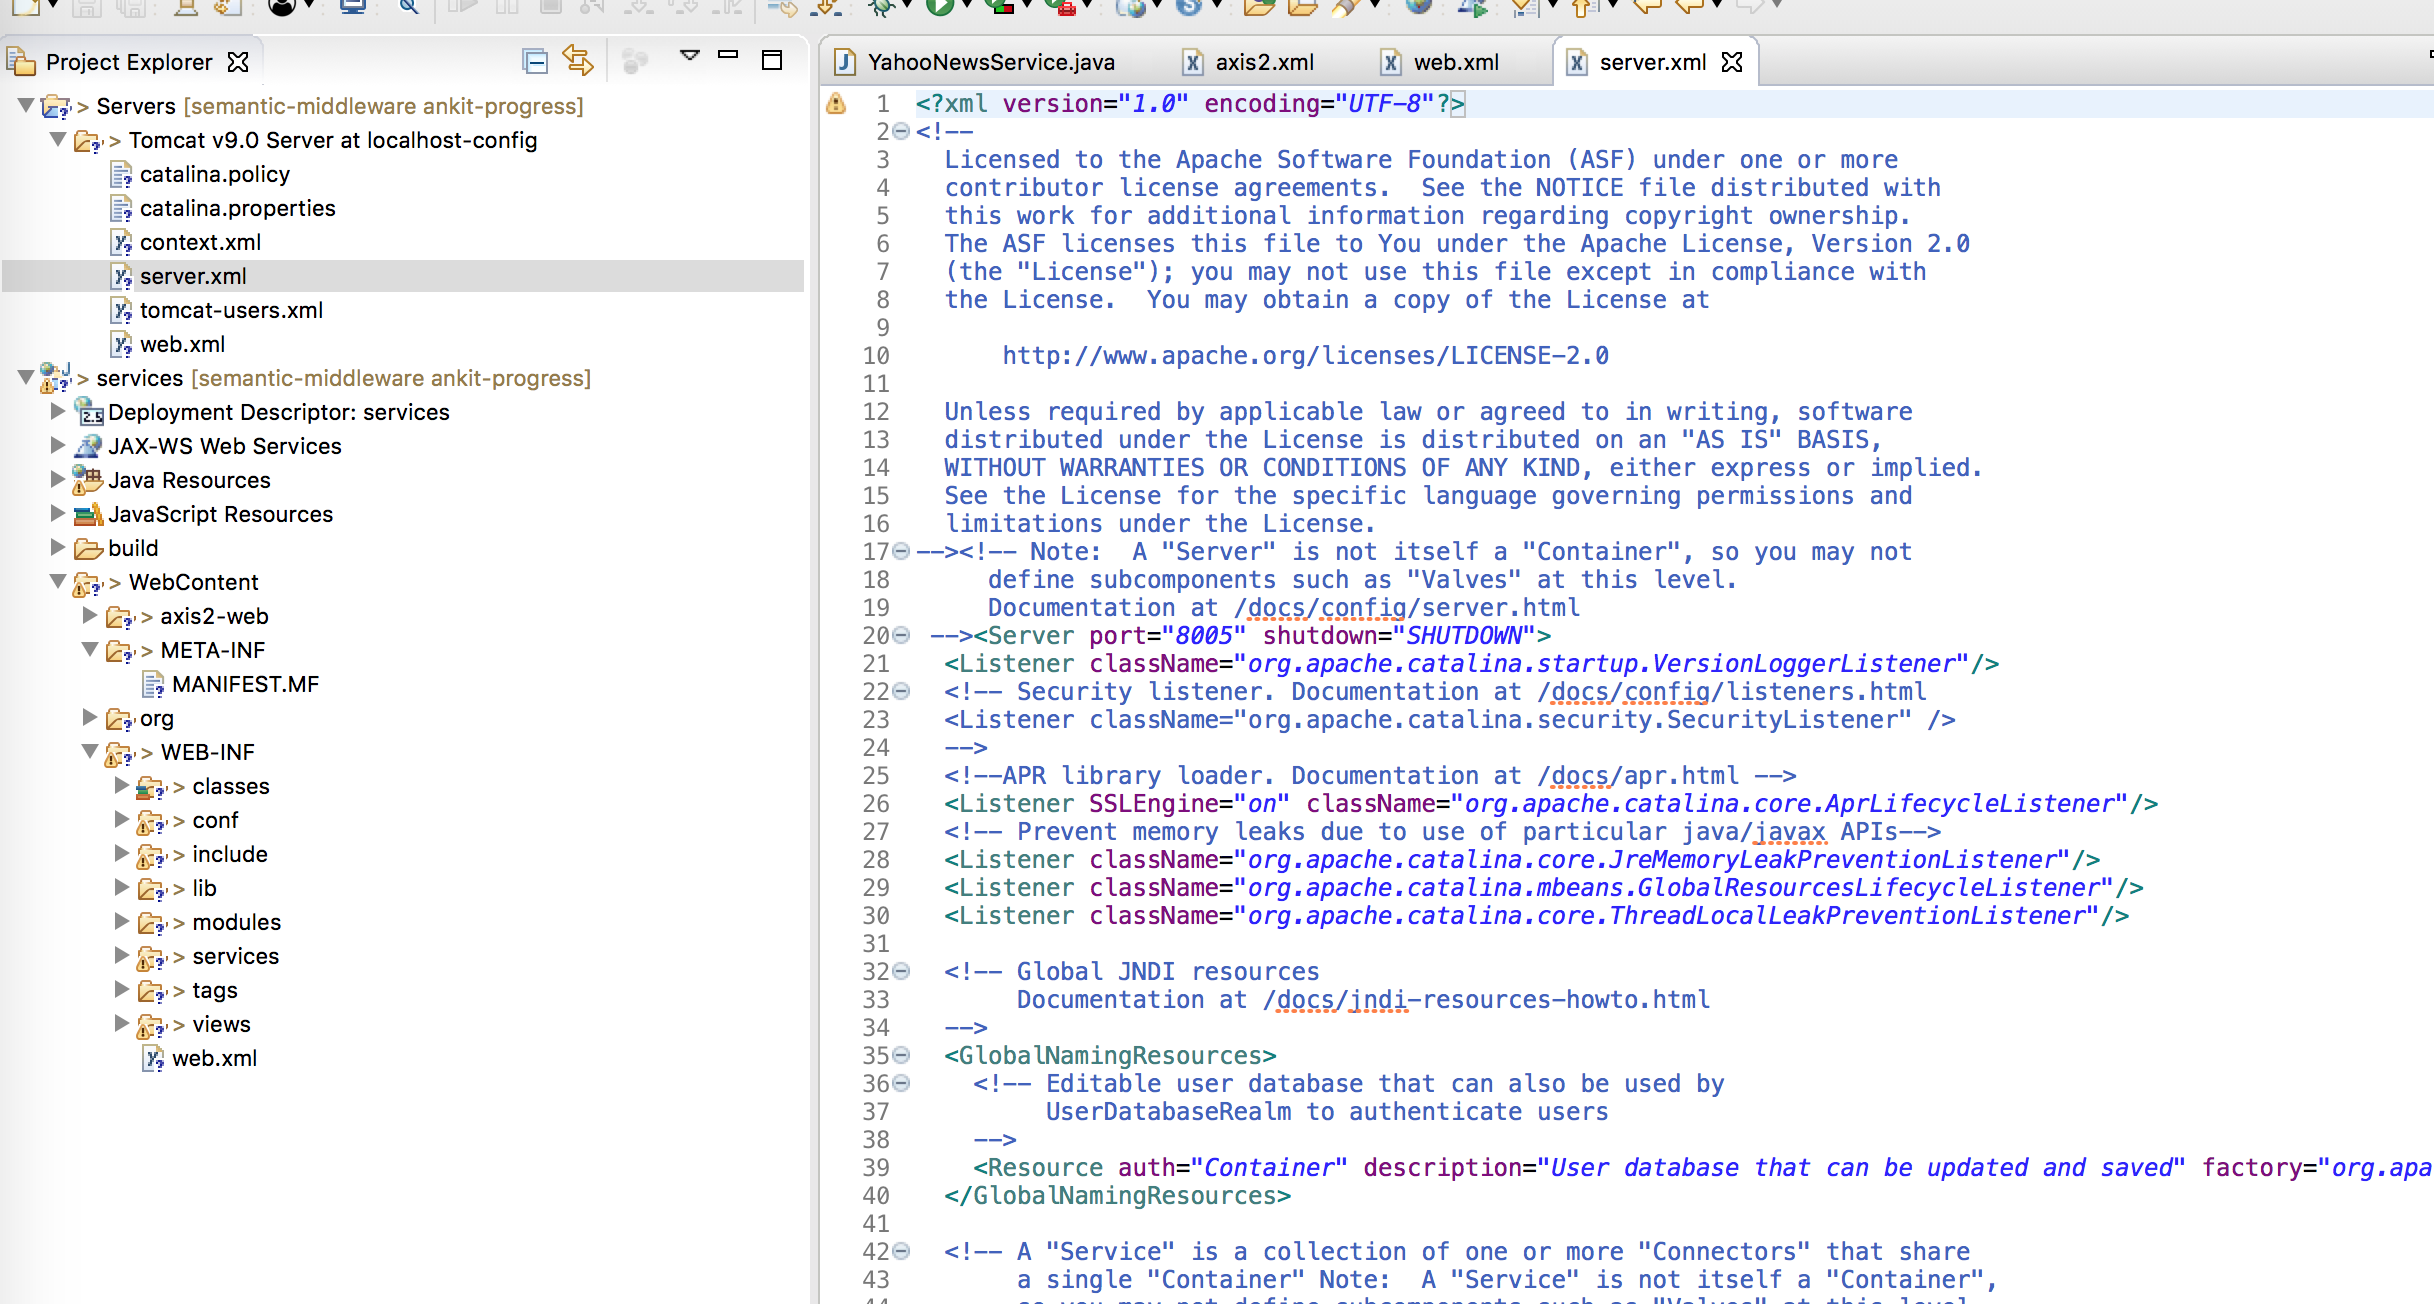 Project Explorer
> Servers [semantic-middleware ankit-progress]
> Tomcat v9.0 Server at localhost-config
catalina.policy
catalina.properties
context.xml
server.xml
tomcat-users.xml
web.xml
> services [semantic-middleware ankit-progress]
Deployment Descriptor: services
JAX-WS Web Services
Java Resources
JavaScript Resources
build
> WebContent
> axis2-web
> META-INF
MANIFEST.MF
org
> WEB-INF
> classes
> conf
> include
> lib
> modules
> services
> tags
> views
web.xml
YahooNewsService.java axis2.xml web.xml server.xml
1 <?xml version="1.0" encoding="UTF-8"?>
2 <!--
3 Licensed to the Apache Software Foundation (ASF) under one or more
4 contributor license agreements.  See the NOTICE file distributed with
5 this work for additional information regarding copyright ownership.
6 The ASF licenses this file to You under the Apache License, Version 2.0
7 (the "License"); you may not use this file except in compliance with
8 the License.  You may obtain a copy of the License at
9
10 http://www.apache.org/licenses/LICENSE-2.0
11
12 Unless required by applicable law or agreed to in writing, software
13 distributed under the License is distributed on an "AS IS" BASIS,
14 WITHOUT WARRANTIES OR CONDITIONS OF ANY KIND, either express or implied.
15 See the License for the specific language governing permissions and
16 limitations under the License.
17 --><!-- Note:  A "Server" is not itself a "Container", so you may not
18 define subcomponents such as "Valves" at this level.
19 Documentation at /docs/config/server.html
20 --><Server port="8005" shutdown="SHUTDOWN">
21 <Listener className="org.apache.catalina.startup.VersionLoggerListener"/>
22 <!-- Security listener. Documentation at /docs/config/listeners.html
23 <Listener className="org.apache.catalina.security.SecurityListener" />
24 -->
25 <!--APR library loader. Documentation at /docs/apr.html -->
26 <Listener SSLEngine="on" className="org.apache.catalina.core.AprLifecycleListener"/>
27 <!-- Prevent memory leaks due to use of particular java/javax APIs-->
28 <Listener className="org.apache.catalina.core.JreMemoryLeakPreventionListener"/>
29 <Listener className="org.apache.catalina.mbeans.GlobalResourcesLifecycleListener"/>
30 <Listener className="org.apache.catalina.core.ThreadLocalLeakPreventionListener"/>
31
32 <!-- Global JNDI resources
33 Documentation at /docs/jndi-resources-howto.html
34 -->
35 <GlobalNamingResources>
36 <!-- Editable user database that can also be used by
37 UserDatabaseRealm to authenticate users
38 -->
39 <Resource auth="Container" description="User database that can be updated and saved" factory="org.apa
40 </GlobalNamingResources>
41
42 <!-- A "Service" is a collection of one or more "Connectors" that share
43 a single "Container" Note:  A "Service" is not itself a "Container",